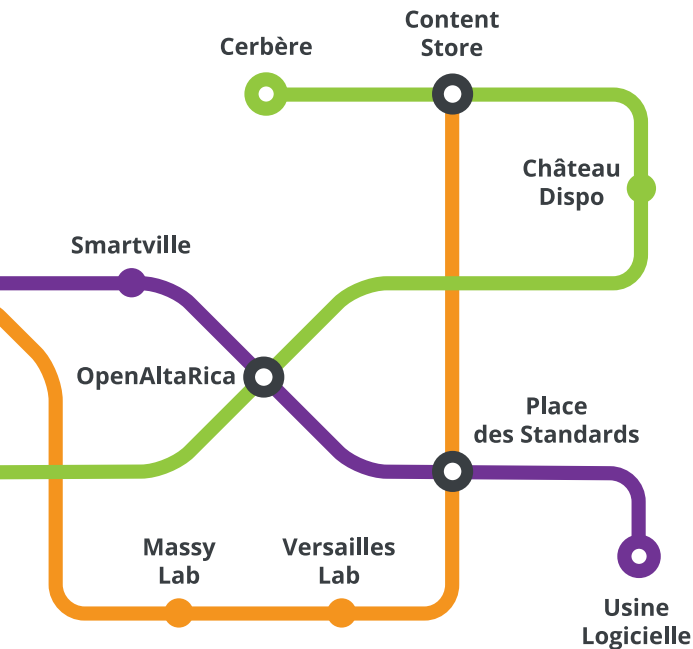 Content
Store
Cerbère
Château
Dispo
Smartville
OpenAltaRica
Place
des Standards
Massy
Lab
Versailles
Lab
Usine
Logicielle